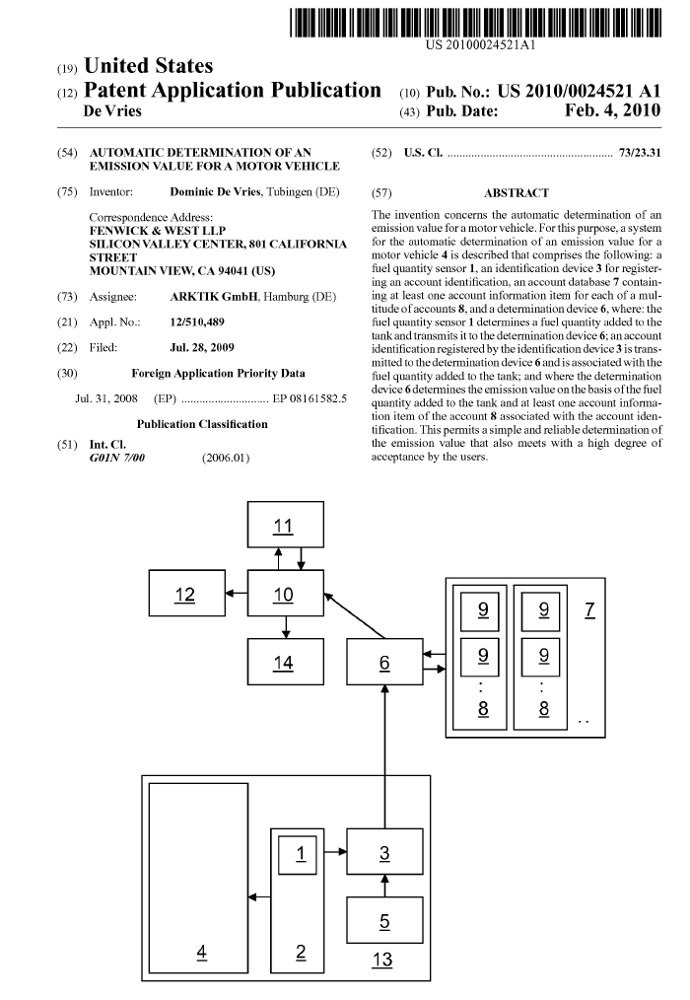 US 20100024521A1
(19) United States
(12) Patent Application Publication
De Vries
(10) Pub. No.: US 2010/0024521 A1
(43) Pub. Date: Feb. 4, 2010
(54) AUTOMATIC DETERMINATION OF AN
EMISSION VALUE FOR A MOTOR VEHICLE
(75) Inventor: Dominic De Vries, Tubingen (DE)
Correspondence Address:
FENWICK & WEST LLP
SILICON VALLEY CENTER, 801 CALIFORNIA
STREET
MOUNTAIN VIEW, CA 94041 (US)
(73) Assignee: ARKTIK GmbH, Hamburg (DE)
(21) Appl. No.: 12/510,489
(22) Filed: Jul. 28, 2009
(30) Foreign Application Priority Data
Jul. 31, 2008 (EP) ............................. EP 08161582.5
Publication Classification
(51) Int. Cl.
G01N 7/00 (2006.01)
(52) U.S. Cl. ....................................................... 73/23.31
(57) ABSTRACT
The invention concerns the automatic determination of an
emission value for a motor vehicle. For this purpose, a system
for the automatic determination of an emission value for a
motor vehicle 4 is described that comprises the following: a
fuel quantity sensor 1, an identification device 3 for register-
ing an account identification, an account database 7 contain-
ing at least one account information item for each of a mul-
titude of accounts 8, and a determination device 6, where: the
fuel quantity sensor 1 determines a fuel quantity added to the
tank and transmits it to the determination device 6; an account
identification registered by the identification device 3 is trans-
mitted to the determination device 6 and is associated with the
fuel quantity added to the tank; and where the determination
device 6 determines the emission value on the basis of the fuel
quantity added to the tank and at least one account informa-
tion item of the account 8 associated with the account iden-
tification. This permits a simple and reliable determination of
the emission value that also meets with a high degree of
acceptance by the users.
11
12 10
14
6
9 9 7
9 9
: :
8 8
..
1 3
5
4 2 13